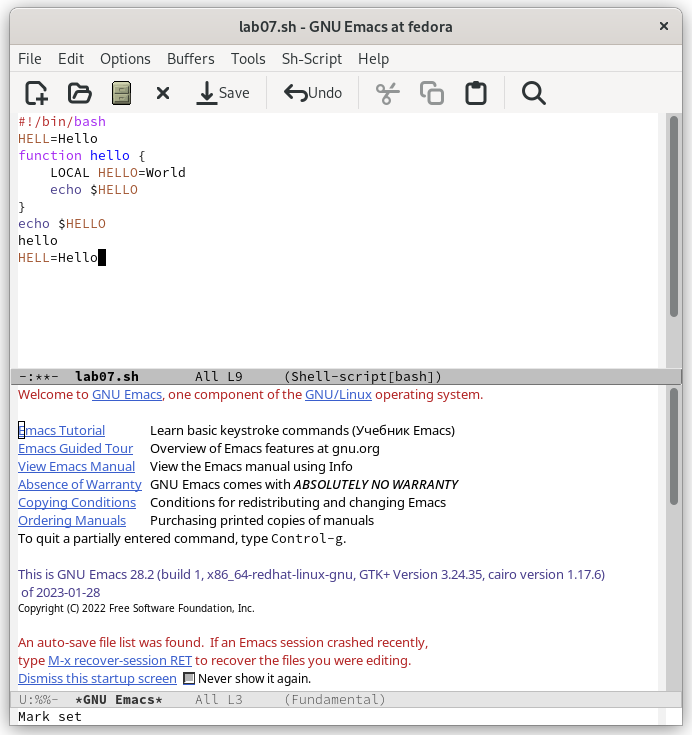 lab07.sh - GNU Emacs at fedora ×
File Edit Options Buffers Tools Sh-Script Help
Save Undo
#!/bin/bash
HELL=Hello
function hello {
    LOCAL HELLO=World
    echo $HELLO
}
echo $HELLO
hello
HELL=Hello
-:**-  lab07.sh       All L9     (Shell-script[bash])
Welcome to GNU Emacs, one component of the GNU/Linux operating system.
Emacs Tutorial Learn basic keystroke commands (Учебник Emacs)
Emacs Guided Tour Overview of Emacs features at gnu.org
View Emacs Manual View the Emacs manual using Info
Absence of Warranty GNU Emacs comes with ABSOLUTELY NO WARRANTY
Copying Conditions Conditions for redistributing and changing Emacs
Ordering Manuals Purchasing printed copies of manuals
To quit a partially entered command, type Control-g.
This is GNU Emacs 28.2 (build 1, x86_64-redhat-linux-gnu, GTK+ Version 3.24.35, cairo version 1.17.6)
of 2023-01-28
Copyright (C) 2022 Free Software Foundation, Inc.
An auto-save file list was found.  If an Emacs session crashed recently,
type M-x recover-session RET to recover the files you were editing.
Dismiss this startup screen Never show it again.
U:%%-  *GNU Emacs*    All L3     (Fundamental)
Mark set